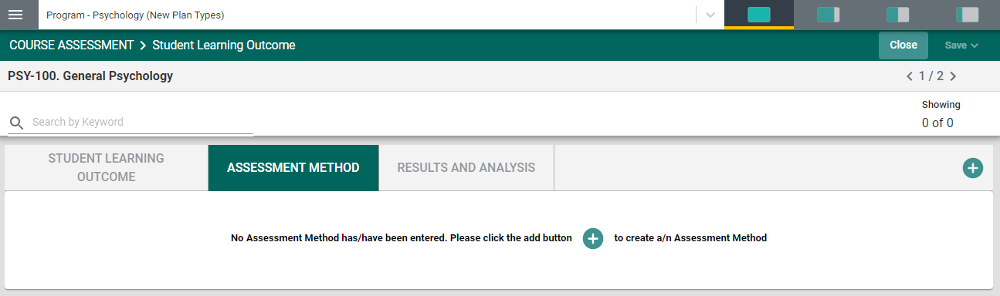 Program - Psychology (New Plan Types)
COURSE ASSESSMENT > Student Learning Outcome
Close
Save
PSY-100. General Psychology
1 / 2
Showing
Search by Keyword
0 of 0
STUDENT LEARNING
OUTCOME
ASSESSMENT METHOD
RESULTS AND ANALYSIS
No Assessment Method has/have been entered. Please click the add button to create a/n Assessment Method